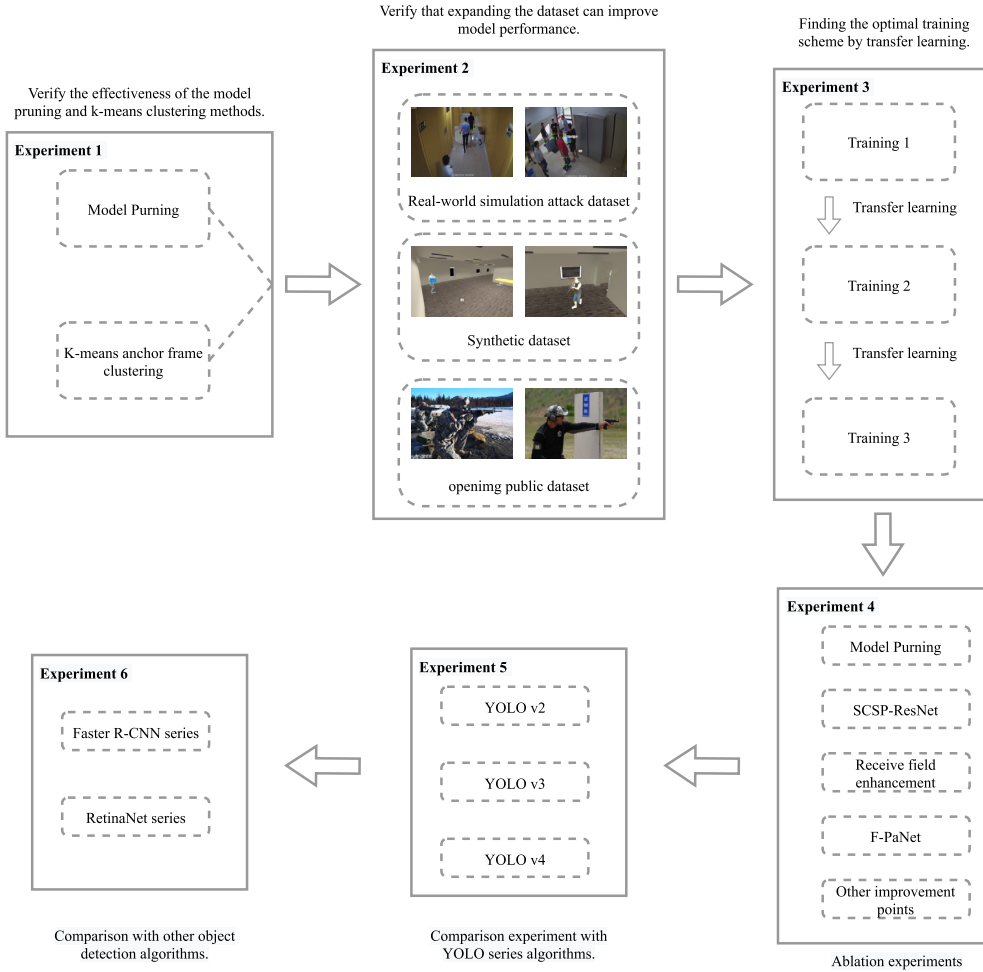 Verify the effectiveness of the model
pruning and k-means clustering methods.
Experiment 1
Model Purning
K-means anchor frame
clustering
Verify that expanding the dataset can improve
model performance.
Experiment 2
Real-world simulation attack dataset
Synthetic dataset
openimg public dataset
Finding the optimal training
scheme by transfer learning.
Experiment 3
Training 1
Transfer learning
Training 2
Transfer learning
Training 3
Experiment 4
Model Purning
SCSP-ResNet
Receive field
enhancement
F-PaNet
Other improvement
points
Ablation experiments
Experiment 5
YOLO v2
YOLO v3
YOLO v4
Comparison experiment with
YOLO series algorithms.
Experiment 6
Faster R-CNN series
RetinaNet series
Comparison with other object
detection algorithms.